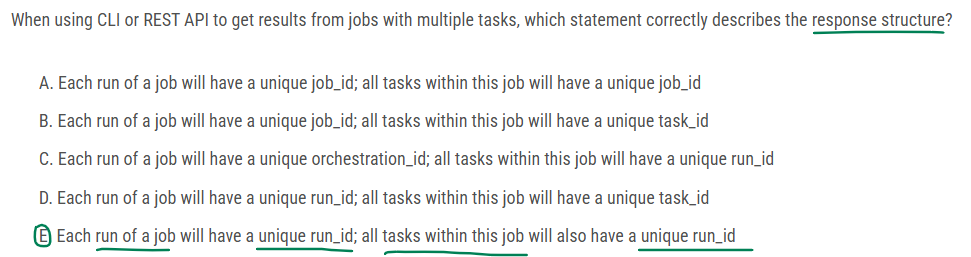 When using CLI or REST API to get results from jobs with multiple tasks, which statement correctly describes the response structure?
A. Each run of a job will have a unique job_id; all tasks within this job will have a unique job_id
B. Each run of a job will have a unique job_id; all tasks within this job will have a unique task_id
C. Each run of a job will have a unique orchestration_id; all tasks within this job will have a unique run_id
D. Each run of a job will have a unique run_id; all tasks within this job will have a unique task_id
E Each run of a job will have a unique run_id; all tasks within this job will also have a unique run_id